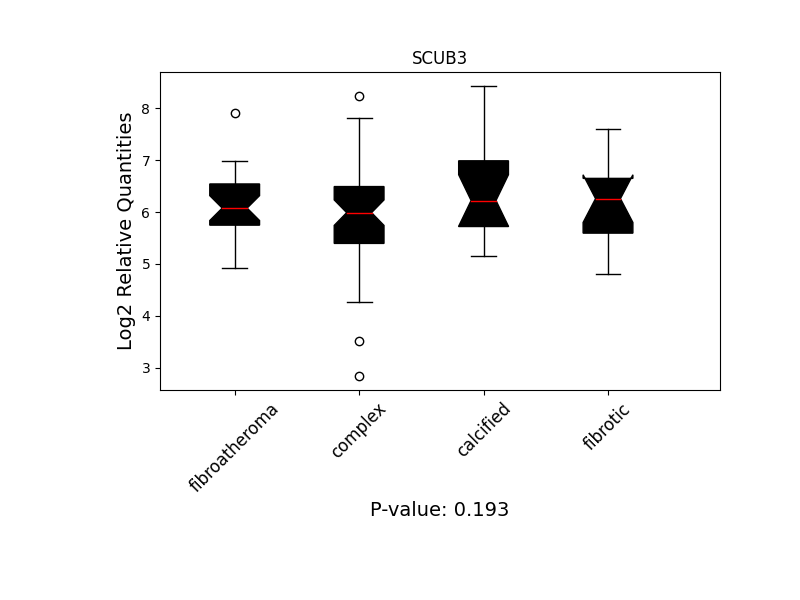 SCUB3
Log2 Relative Quantities
8
7
6
5
4
3
fibroatheroma
complex
calcified
fibrotic
P-value: 0.193